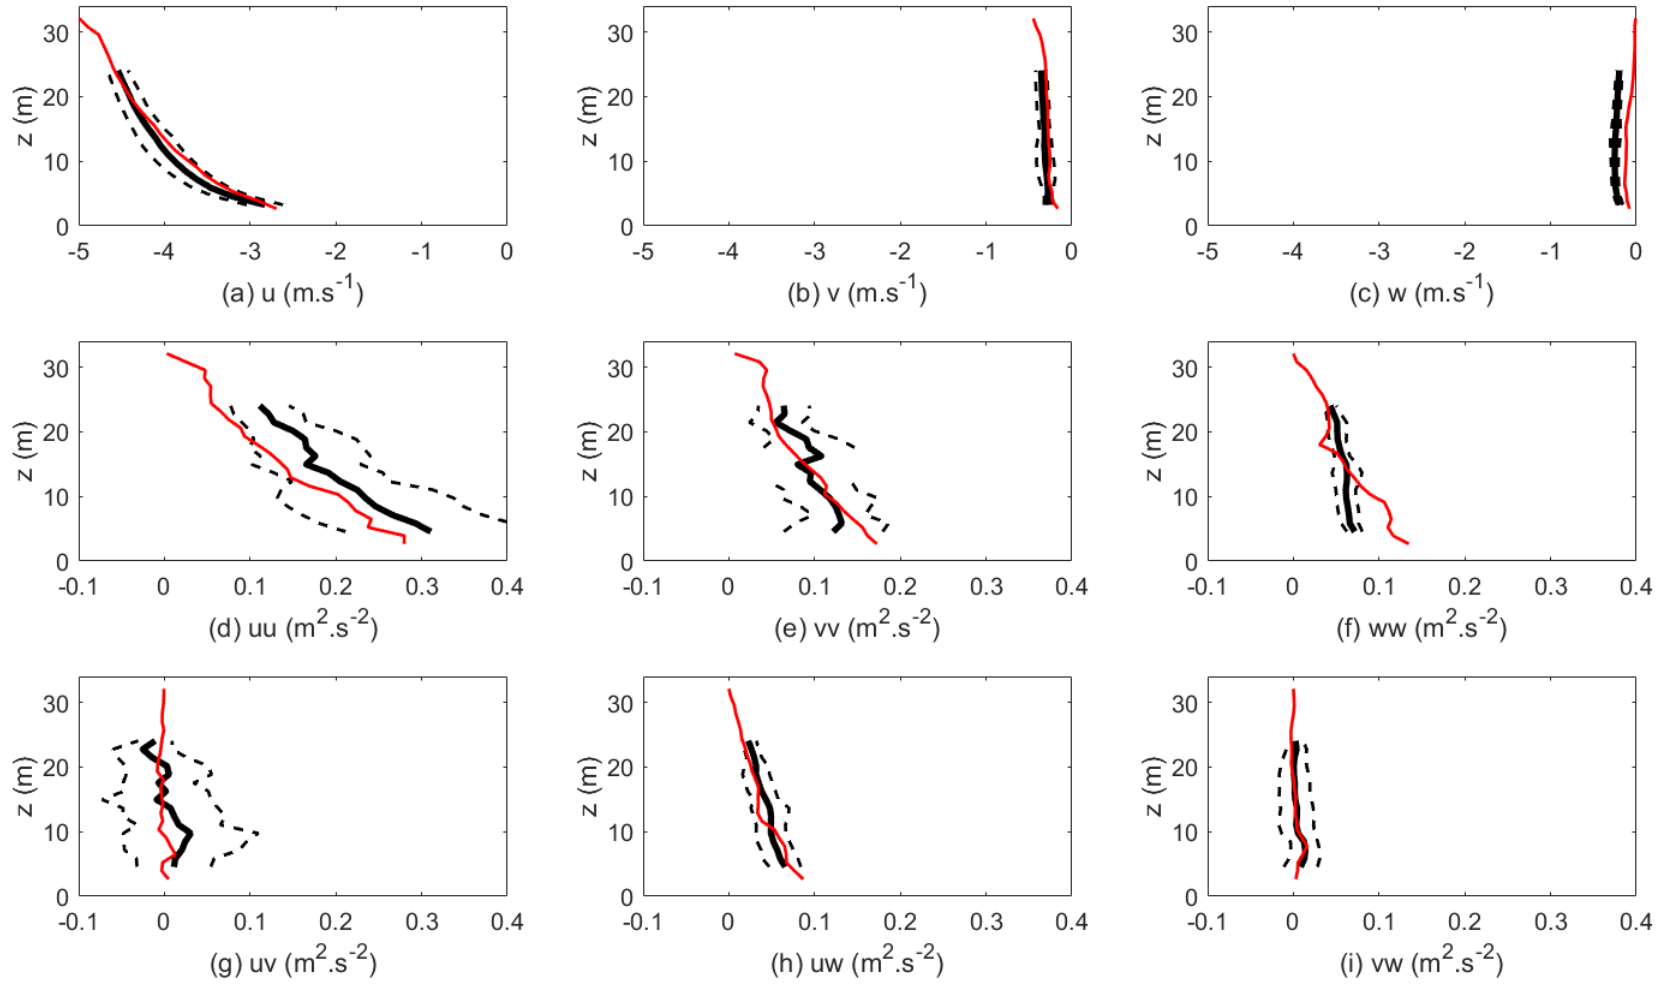 30
20
10
0
z (m)
-5 -4 -3 -2 -1 0
(a) u (m.s⁻¹)
30
20
10
0
z (m)
-5 -4 -3 -2 -1 0
(b) v (m.s⁻¹)
30
20
10
0
z (m)
-5 -4 -3 -2 -1 0
(c) w (m.s⁻¹)
30
20
10
0
z (m)
-0.1 0 0.1 0.2 0.3 0.4
(d) uu (m².s⁻²)
30
20
10
0
z (m)
-0.1 0 0.1 0.2 0.3 0.4
(e) vv (m².s⁻²)
30
20
10
0
z (m)
-0.1 0 0.1 0.2 0.3 0.4
(f) ww (m².s⁻²)
30
20
10
0
z (m)
-0.1 0 0.1 0.2 0.3 0.4
(g) uv (m².s⁻²)
30
20
10
0
z (m)
-0.1 0 0.1 0.2 0.3 0.4
(h) uw (m².s⁻²)
30
20
10
0
z (m)
-0.1 0 0.1 0.2 0.3 0.4
(i) vw (m².s⁻²)